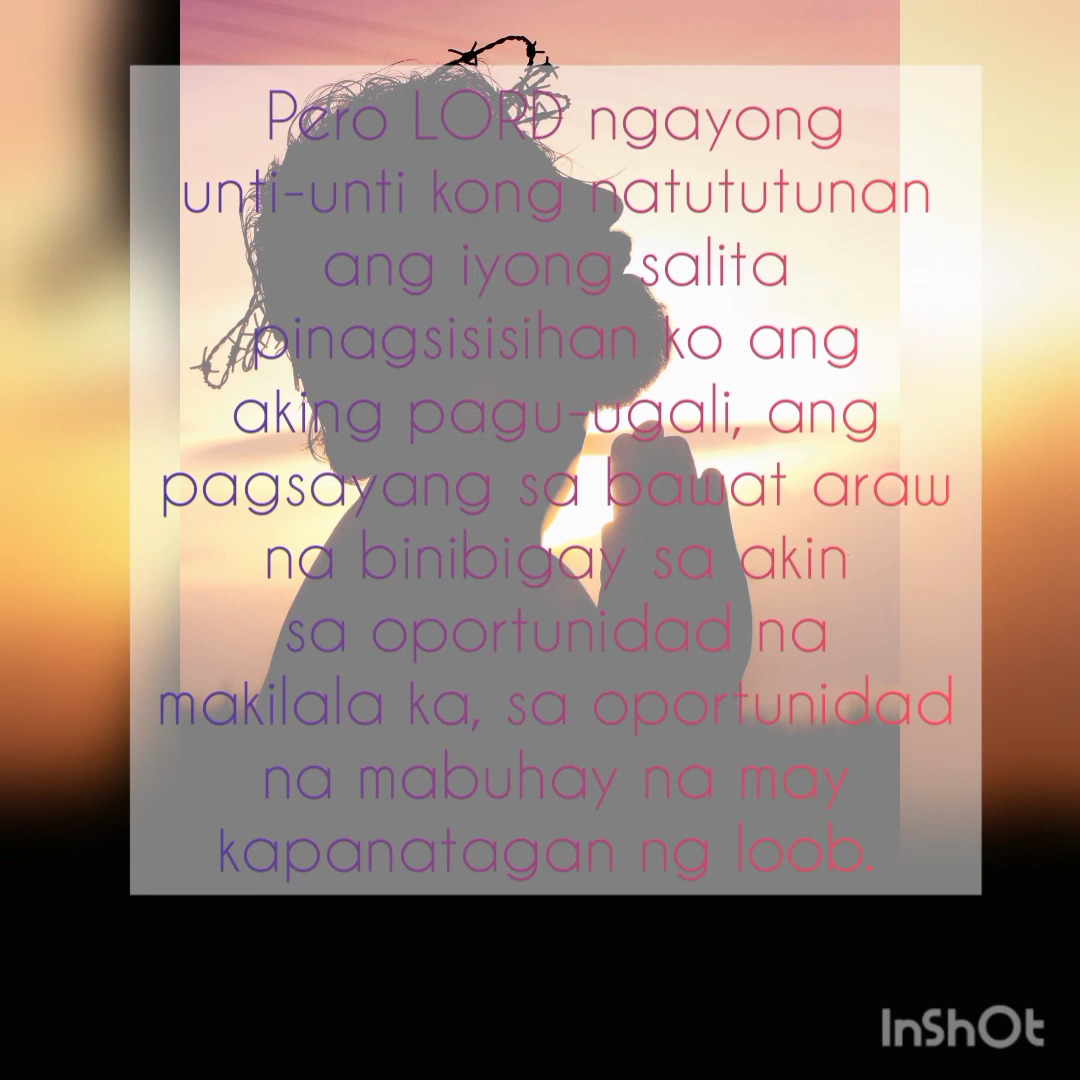 Pero LORD ngayong
unti-unti kong natututunan
ang iyong salita
pinagsisisihan ko ang
aking pagu-ugali, ang
pagsayang sa bawat araw
na binibigay sa akin
sa oportunidad na
makilala ka, sa oportunidad
na mabuhay na may
kapanatagan ng loob.
InShOt